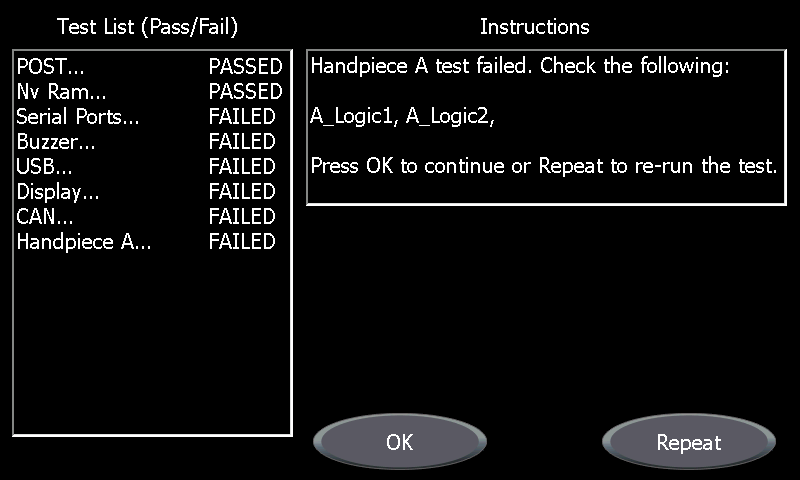 Test List (Pass/Fail)
POST... PASSED
Nv Ram... PASSED
Serial Ports... FAILED
Buzzer... FAILED
USB... FAILED
Display... FAILED
CAN... FAILED
Handpiece A... FAILED
Instructions
Handpiece A test failed. Check the following:
A_Logic1, A_Logic2,
Press OK to continue or Repeat to re-run the test.
OK
Repeat